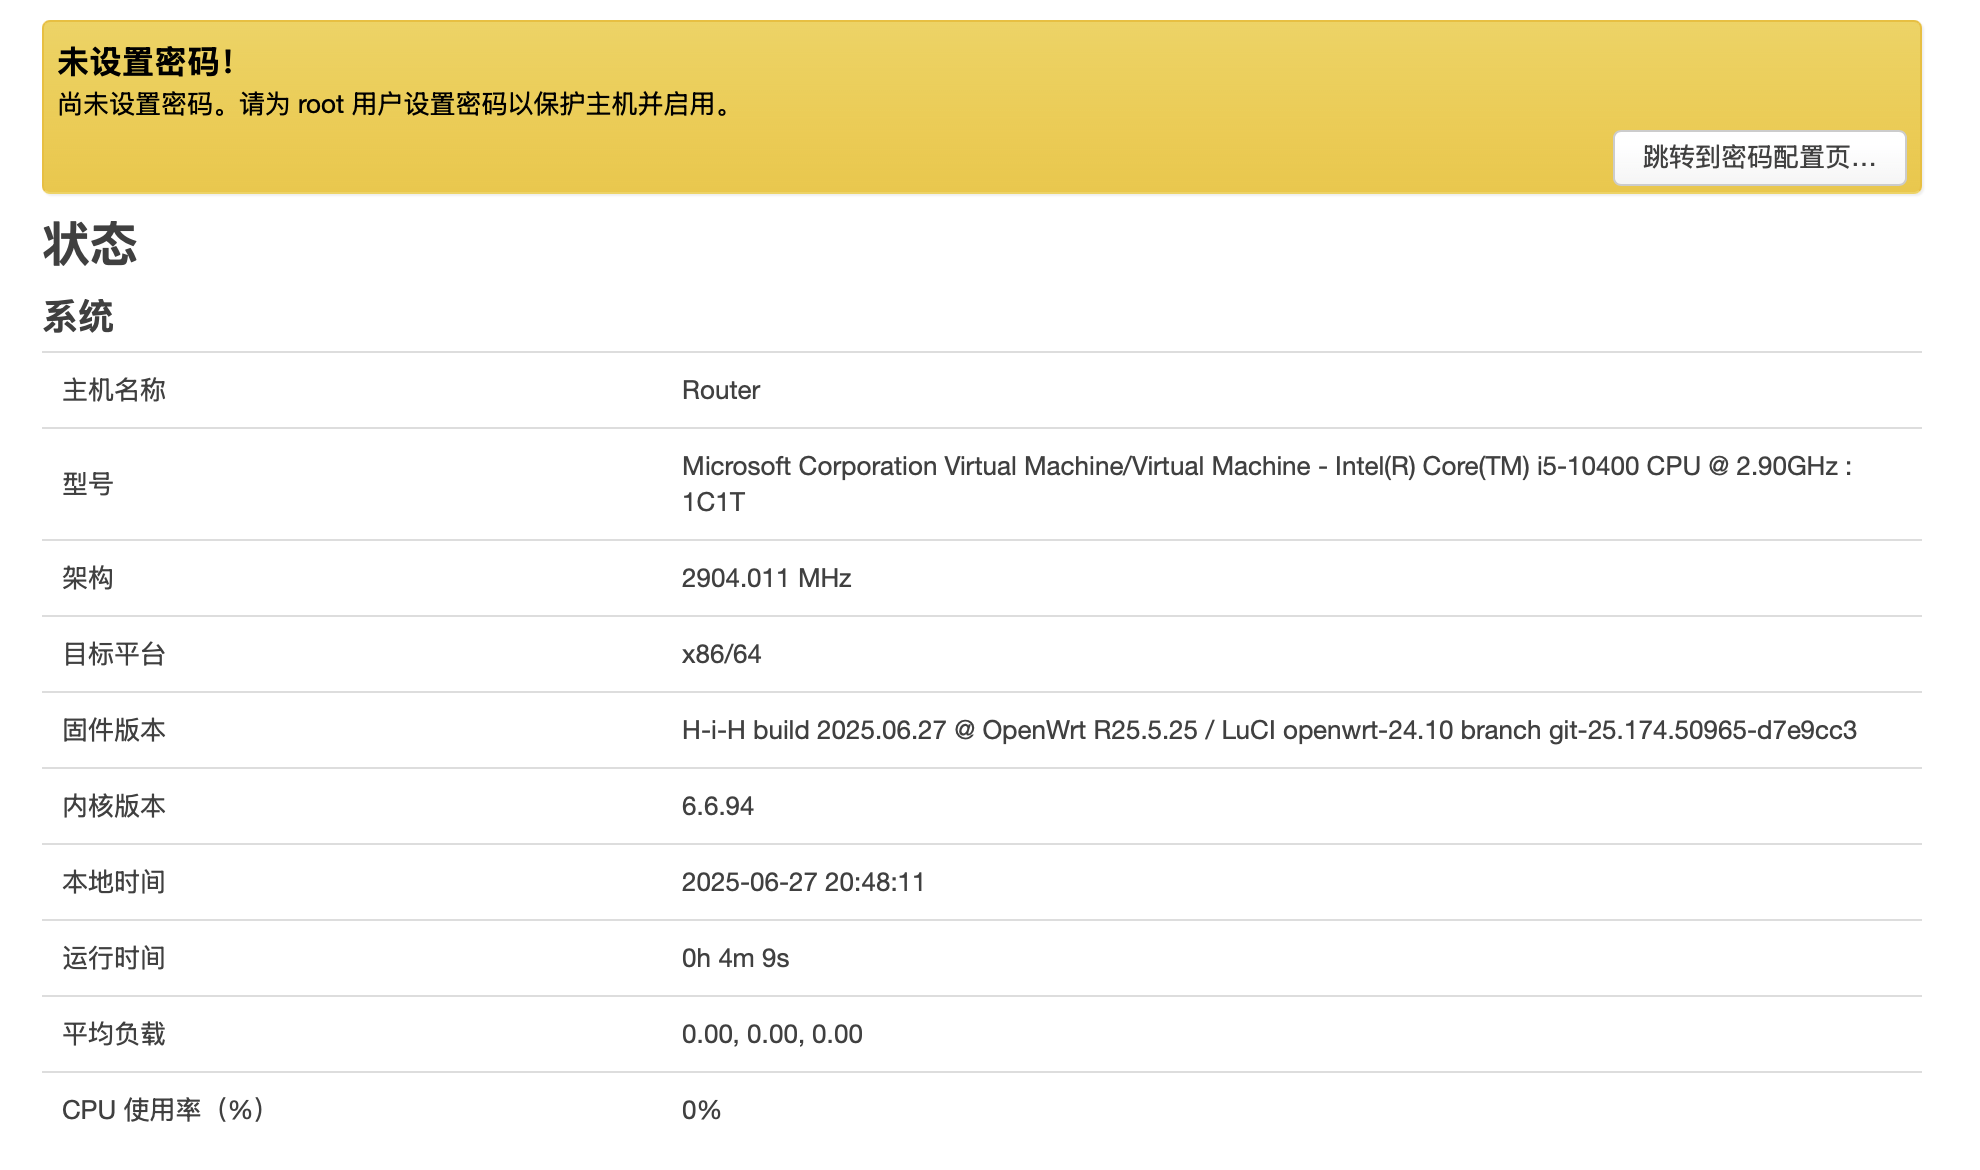 未设置密码！
尚未设置密码。请为 root 用户设置密码以保护主机并启用。
跳转到密码配置页...
状态
系统
主机名称 Router
型号 Microsoft Corporation Virtual Machine/Virtual Machine - Intel(R) Core(TM) i5-10400 CPU @ 2.90GHz :
1C1T
架构 2904.011 MHz
目标平台 x86/64
固件版本 H-i-H build 2025.06.27 @ OpenWrt R25.5.25 / LuCI openwrt-24.10 branch git-25.174.50965-d7e9cc3
内核版本 6.6.94
本地时间 2025-06-27 20:48:11
运行时间 0h 4m 9s
平均负载 0.00, 0.00, 0.00
CPU 使用率（%） 0%